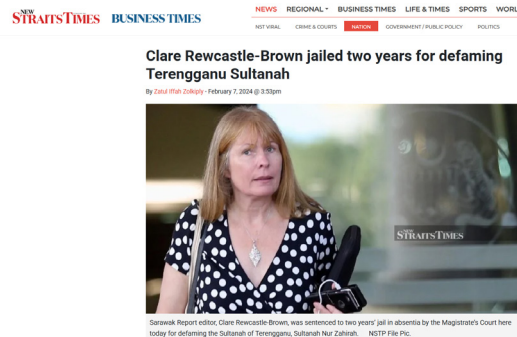 NEW
STRAITS TIMES BUSINESS TIMES
NEWS REGIONAL BUSINESS TIMES LIFE & TIMES SPORTS WORL
NST VIRAL CRIME & COURTS NATION GOVERNMENT / PUBLIC POLICY POLITICS
Clare Rewcastle-Brown jailed two years for defaming
Terengganu Sultanah
By Zatul Iffah Zolkiply - February 7, 2024 @ 3:53pm
NEW
STRAITS TIMES
Sarawak Report editor, Clare Rewcastle-Brown, was sentenced to two years' jail in absentia by the Magistrate's Court here
today for defaming the Sultanah of Terengganu, Sultanah Nur Zahirah. NSTP File Pic.